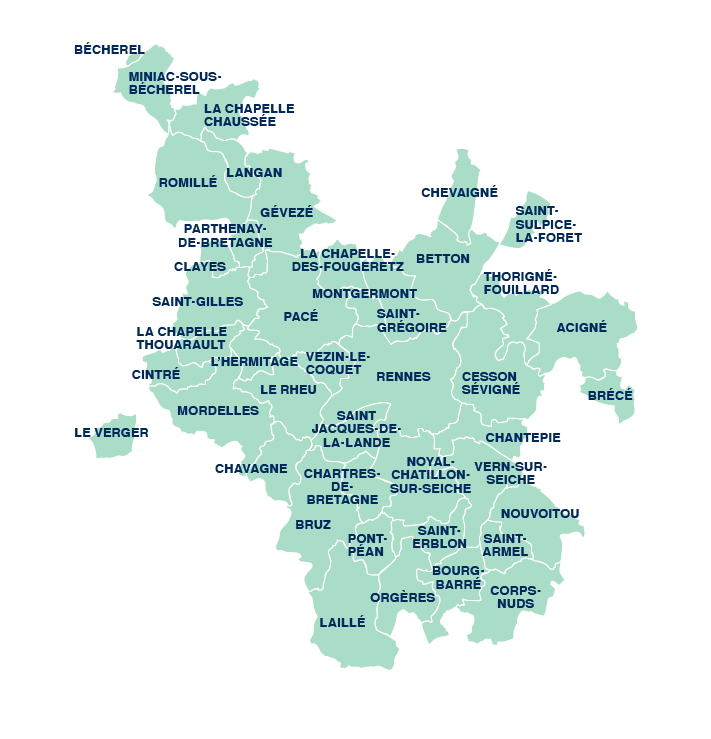 BÉCHEREL
MINIAC-SOUS-
BÉCHEREL
LA CHAPELLE
CHAUSSÉE
LANGAN
ROMILLÉ
CHEVAIGNÉ
GÉVEZÉ
SAINT-
SULPICE-
LA-FORET
PARTHENAY-
DE-BRETAGNE
LA CHAPELLE-
DES-FOUGERETZ
BETTON
CLAYES
THORIGNÉ-
FOUILLARD
MONTGERMONT
SAINT-GILLES
PACÉ
SAINT-
GRÉGOIRE
ACIGNÉ
LA CHAPELLE
THOUARAULT
L'HERMITAGE
VEZIN-LE-
COQUET
CINTRÉ
RENNES
CESSON
SÉVIGNÉ
LE RHEU
BRÉCÉ
MORDELLES
SAINT
JACQUES-DE-
LA-LANDE
LE VERGER
CHANTEPIE
CHAVAGNE
CHARTRES-
DE-
BRETAGNE
NOYAL-
CHATILLON-
SUR-SEICHE
VERN-SUR-
SEICHE
NOUVOITOU
BRUZ
PONT-
PÉAN
SAINT-
ERBLON
SAINT-
ARMEL
BOURG-
BARRÉ
ORGÈRES
CORPS-
NUDS
LAILLÉ